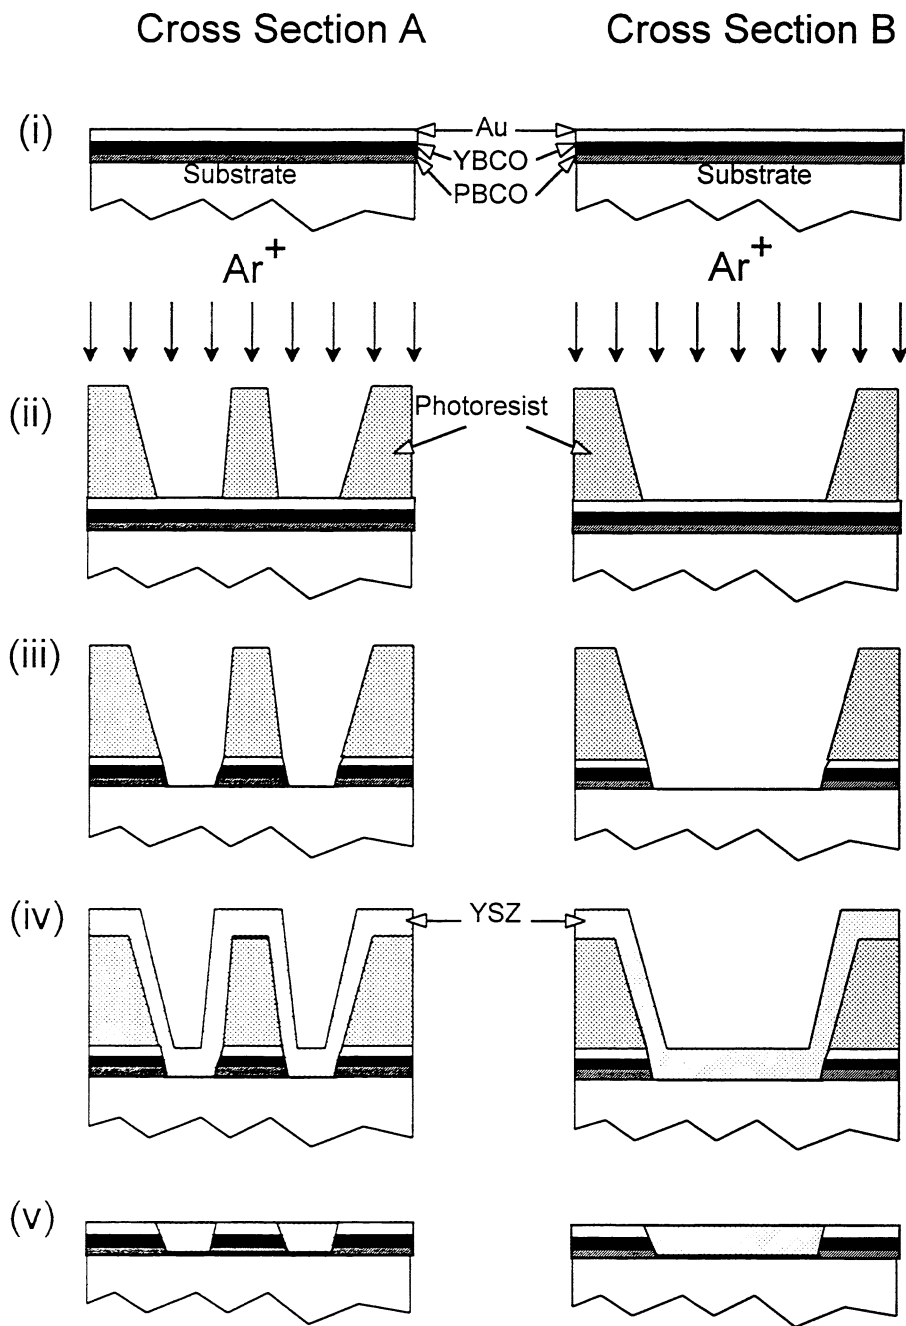 Cross Section A
Cross Section B
(i)
Au
YBCO
PBCO
Substrate
Substrate
Ar+
Ar+
(ii)
Photoresist
(iii)
(iv)
YSZ
(v)